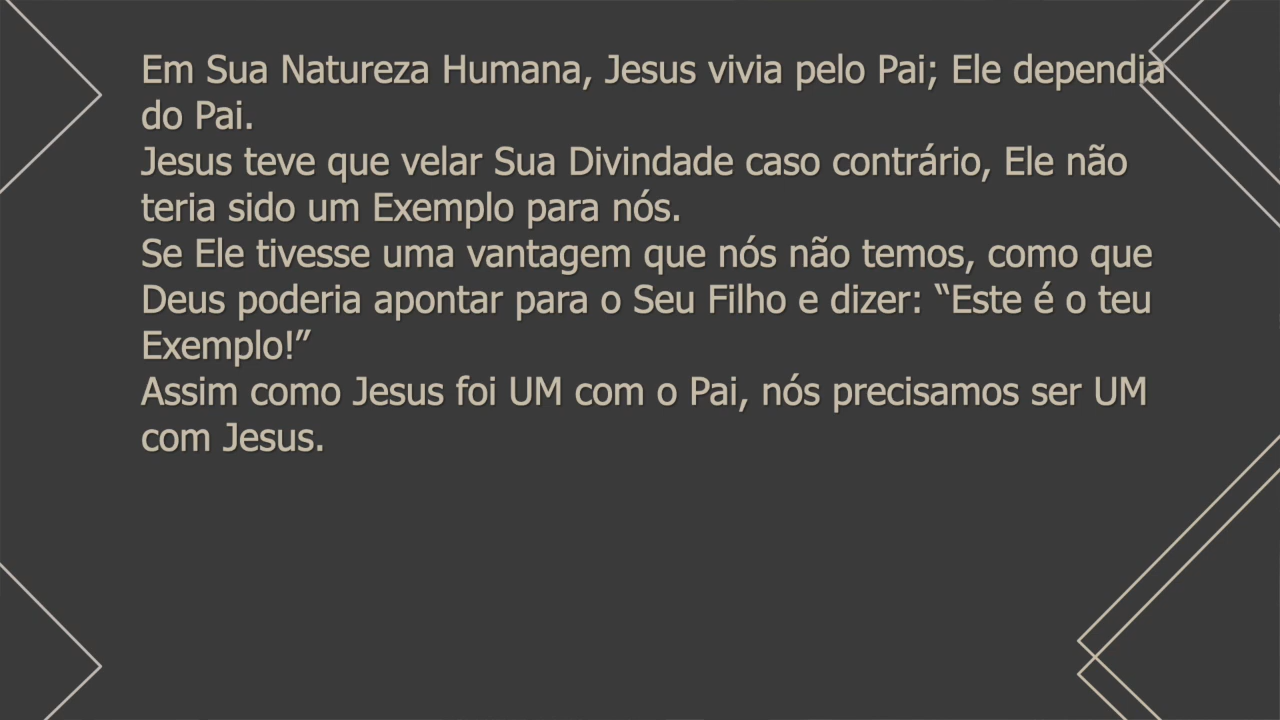 Em Sua Natureza Humana, Jesus vivia pelo Pai; Ele dependia
do Pai.
Jesus teve que velar Sua Divindade caso contrário, Ele não
teria sido um Exemplo para nós.
Se Ele tivesse uma vantagem que nós não temos, como que
Deus poderia apontar para o Seu Filho e dizer: “Este é o teu
Exemplo!”
Assim como Jesus foi UM com o Pai, nós precisamos ser UM
com Jesus.